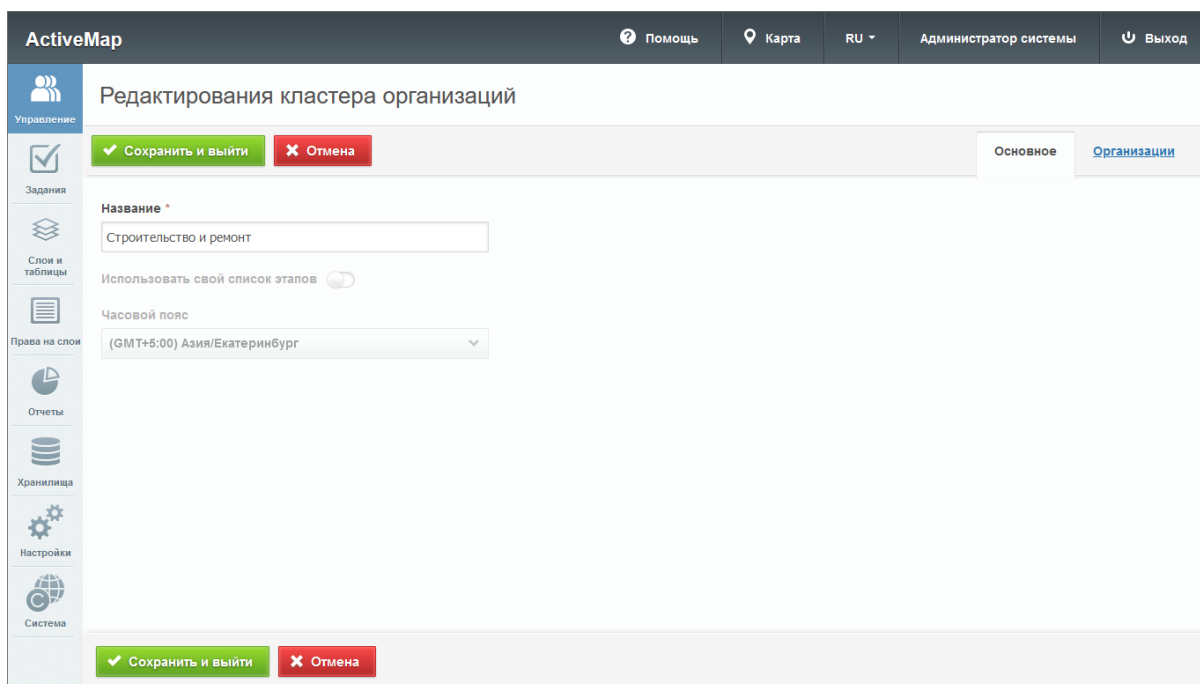 ActiveMap
Помощь
Карта
RU
Администратор системы
Выход
Управление
Задания
Слои и
таблицы
Права на слои
Отчеты
Хранилища
Настройки
Система
Редактирования кластера организаций
Сохранить и выйти
Отмена
Основное
Организации
Название *
Строительство и ремонт
Использовать свой список этапов
Часовой пояс
(GMT+5:00) Азия/Екатеринбург
Сохранить и выйти
Отмена